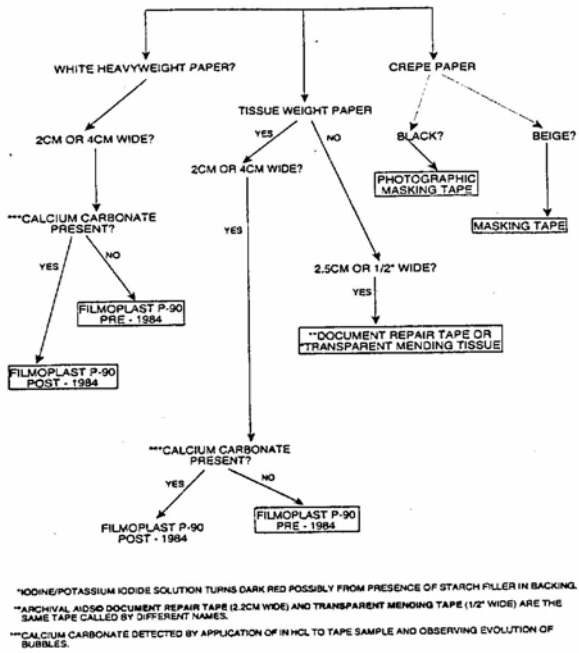 WHITE HEAVYWEIGHT PAPER?
CREPE PAPER
TISSUE WEIGHT PAPER
YES
NO
BLACK?
BEIGE?
2CM OR 4CM WIDE?
2CM OR 4CM WIDE?
PHOTOGRAPHIC
MASKING TAPE
***CALCIUM CARBONATE
PRESENT?
YES
MASKING TAPE
YES
NO
2.5CM OR 1/2" WIDE?
YES
FILMOPLAST P-90
PRE - 1984
**DOCUMENT REPAIR TAPE OR
*TRANSPARENT MENDING TISSUE
FILMOPLAST P-90
POST - 1984
***CALCIUM CARBONATE
PRESENT?
YES
NO
FILMOPLAST P-90
POST - 1984
FILMOPLAST P-90
PRE - 1984
*IODINE/POTASSIUM IODIDE SOLUTION TURNS DARK RED POSSIBLY FROM PRESENCE OF STARCH FILLER IN BACKING.
**ARCHIVAL AIDSO DOCUMENT REPAIR TAPE (2.2CM WIDE) AND TRANSPARENT MENDING TAPE (1/2" WIDE) ARE THE
SAME TAPE CALLED BY DIFFERENT NAMES.
***CALCIUM CARBONATE DETECTED BY APPLICATION OF IN HCL TO TAPE SAMPLE AND OBSERVING EVOLUTION OF
BUBBLES.